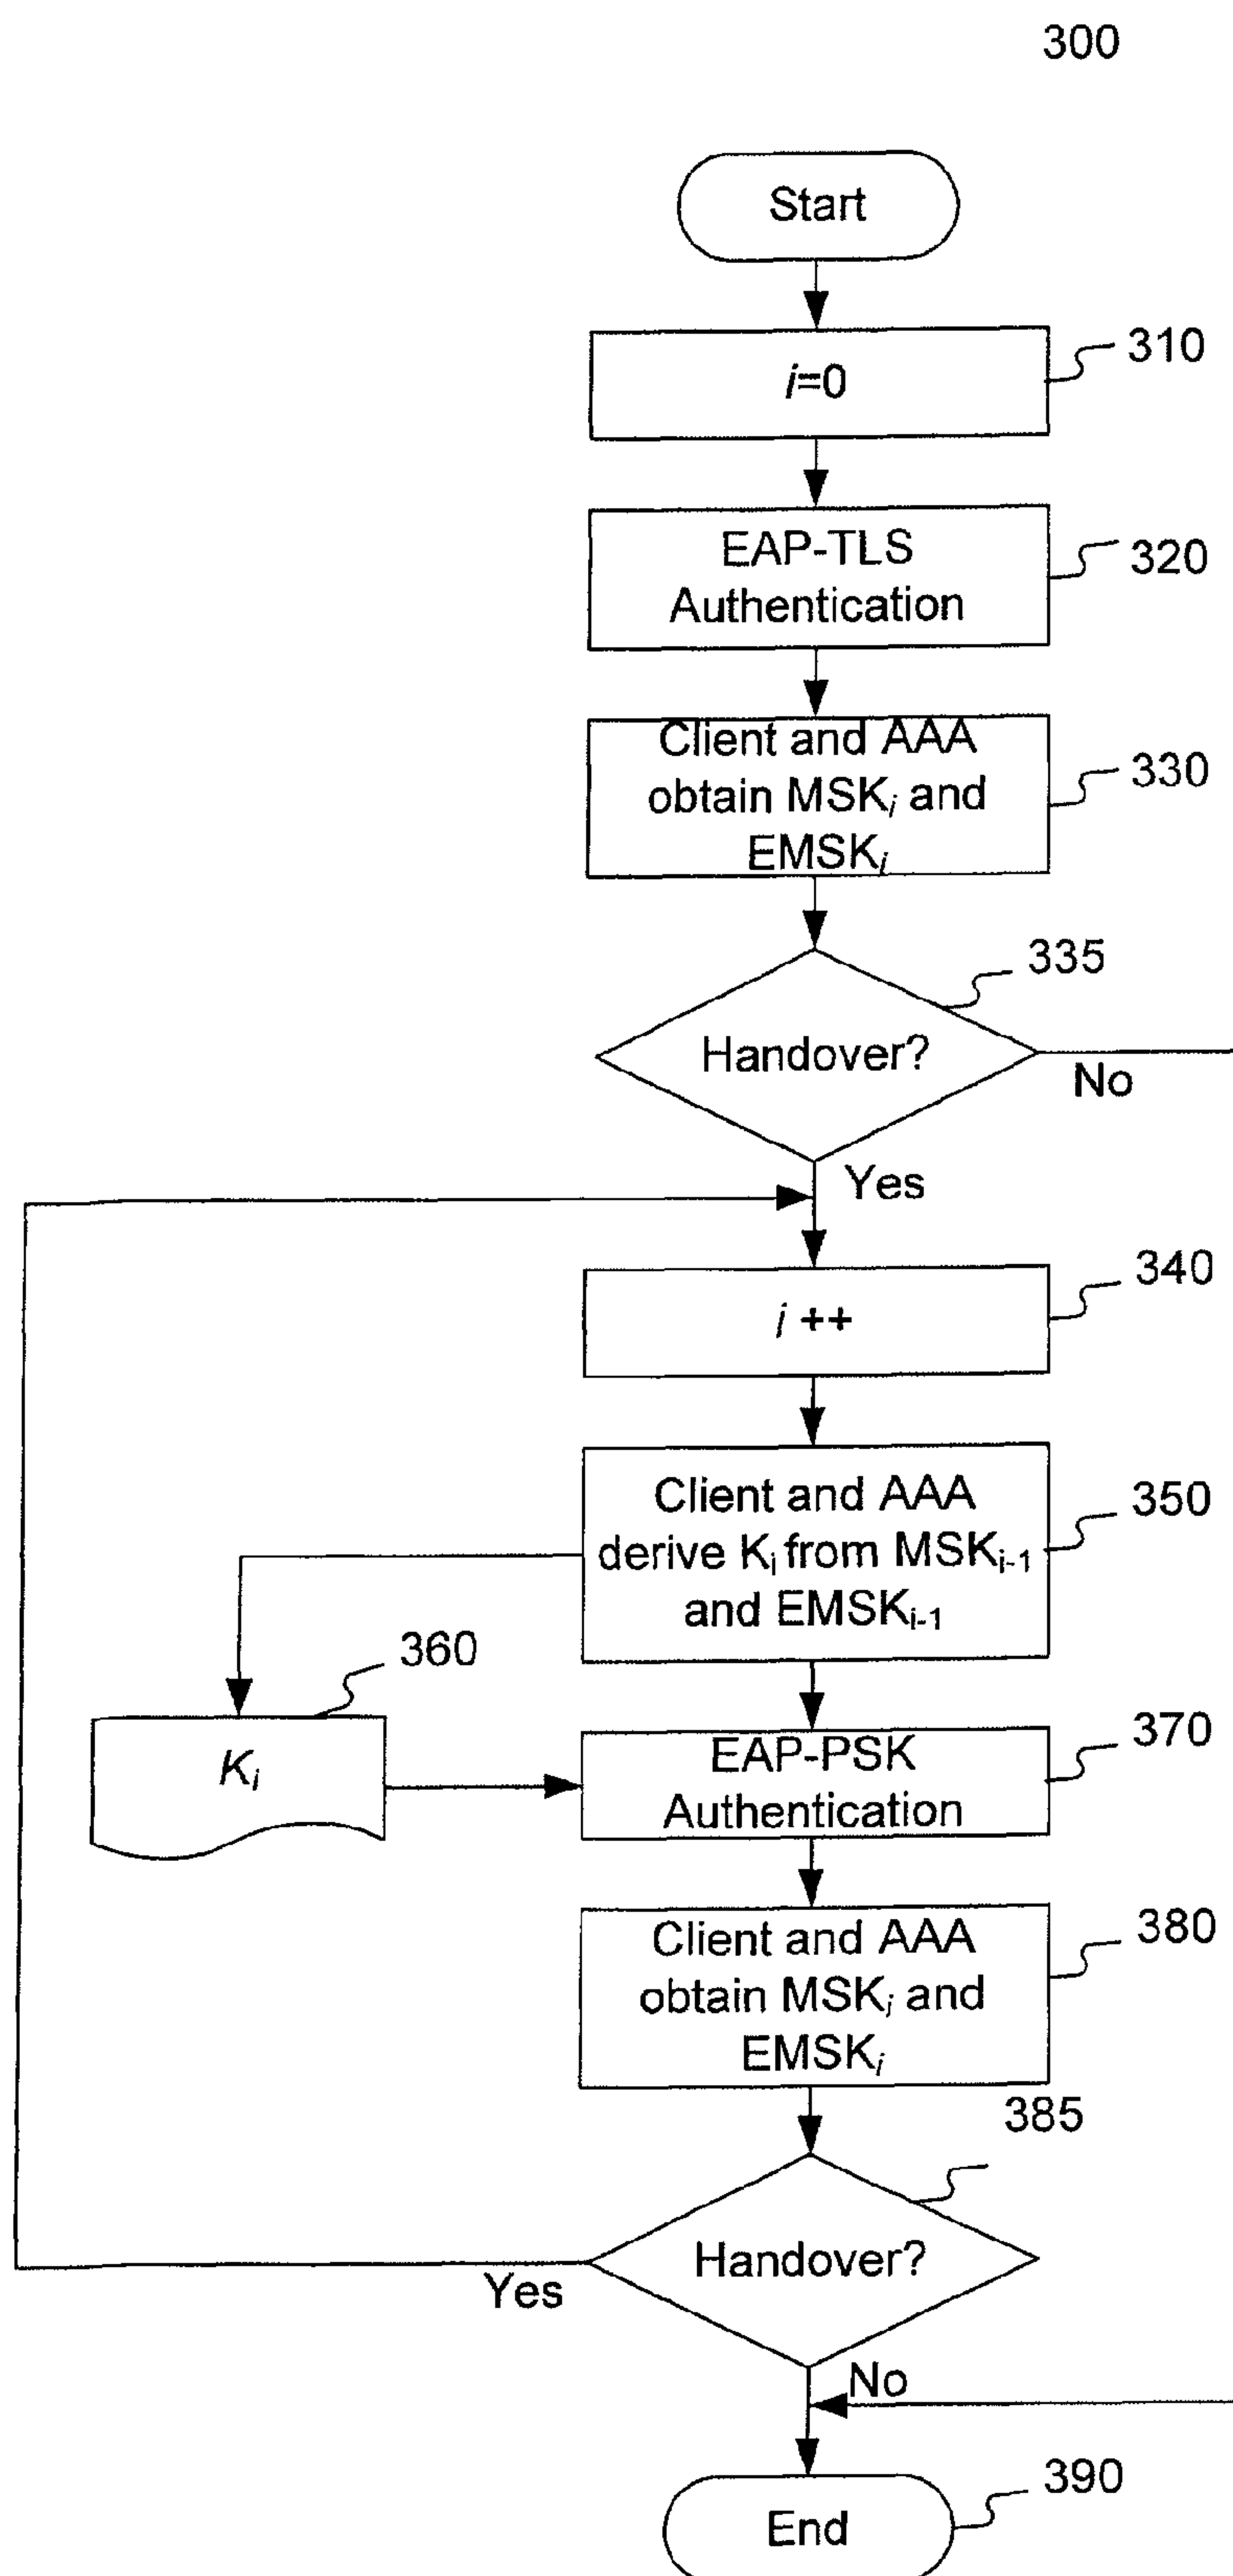 300
Start
i=0
310
EAP-TLS
Authentication
320
Client and AAA
obtain MSKi and
EMSKi
330
335
Handover?
No
Yes
i ++
340
Client and AAA
derive Ki from MSKi-1
and EMSKi-1
350
360
Ki
EAP-PSK
Authentication
370
Client and AAA
obtain MSKi and
EMSKi
380
385
Handover?
Yes
No
End
390